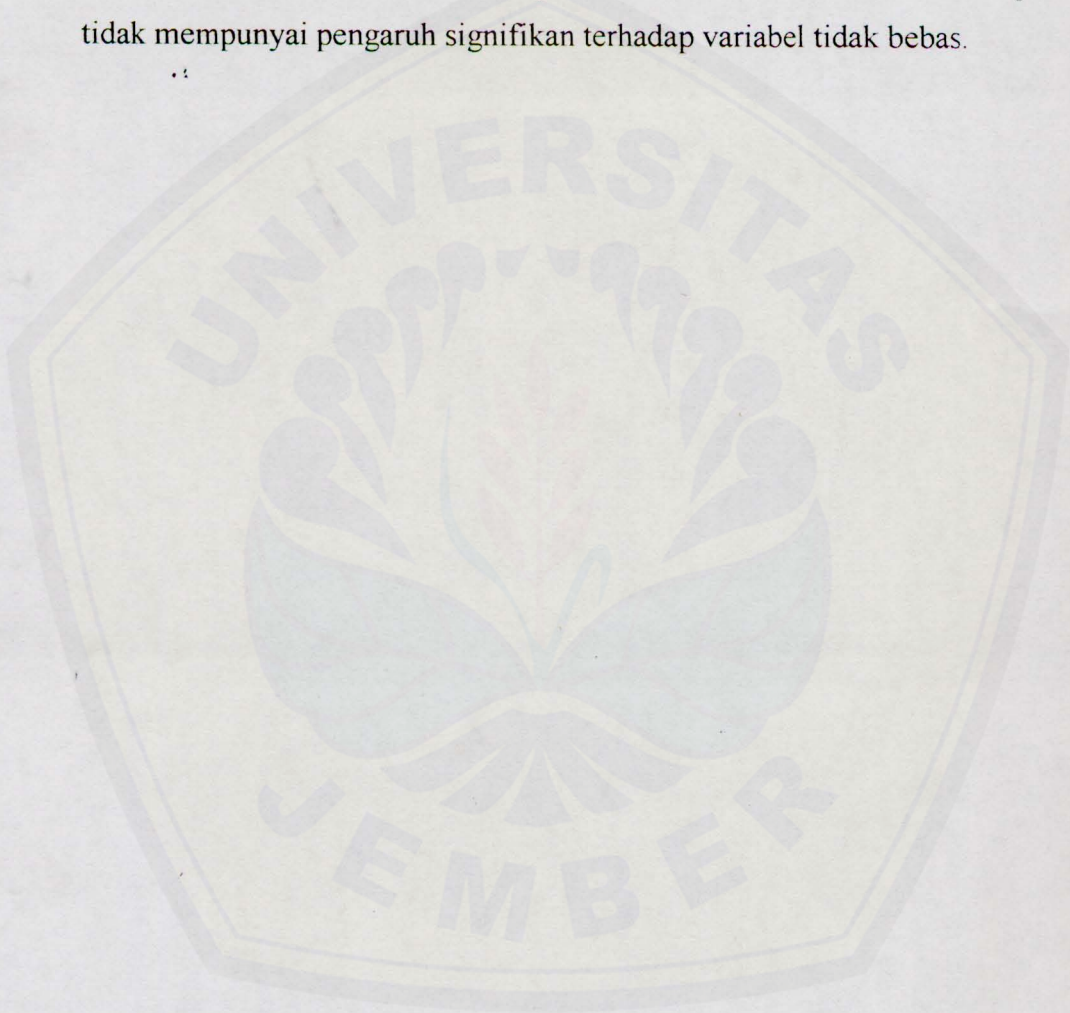 tidak mempunyai pengaruh signifikan terhadap variabel tidak bebas.
UNIVERSITAS
JEMBER